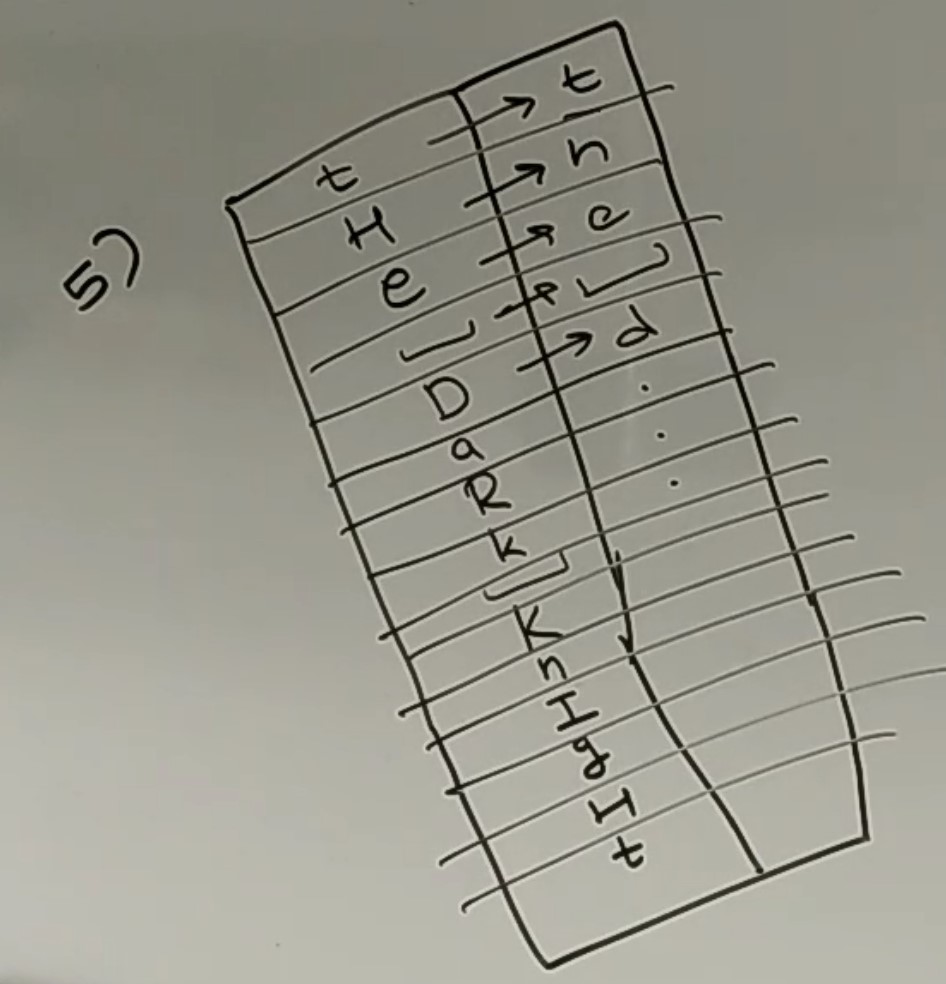 5)
t → t
H → h
e → e
⎵ → ⎵
D → d
a .
R .
k .
⎵
K
n
I
g
H
t